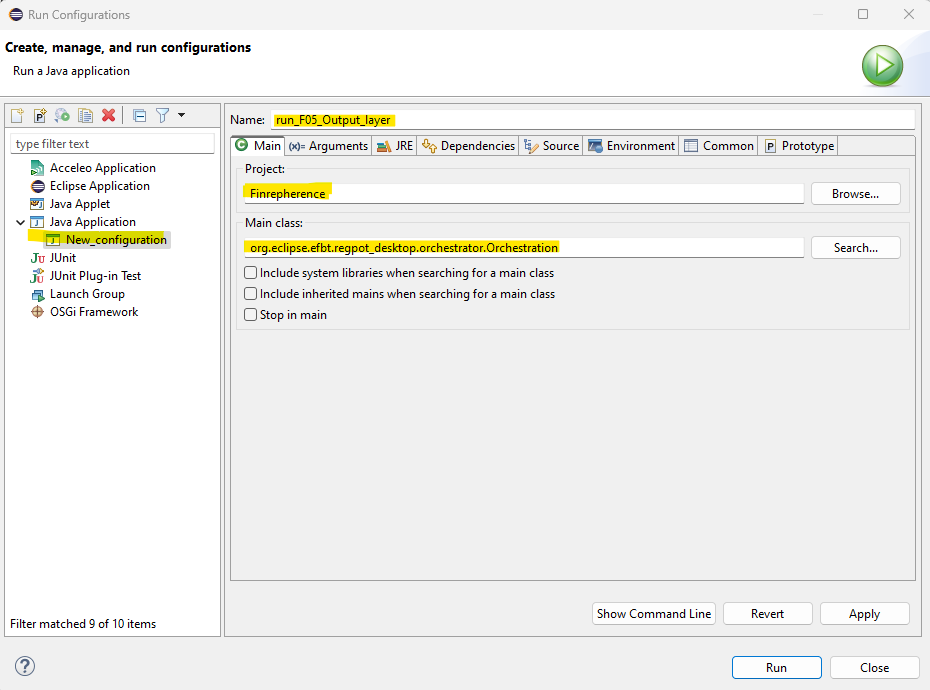 Run Configurations
Create, manage, and run configurations
Run a Java application
type filter text
Acceleo Application
Eclipse Application
Java Applet
Java Application
New_configuration
JUnit
JUnit Plug-in Test
Launch Group
OSGi Framework
Filter matched 9 of 10 items
Name: run_F05_Output_layer
Main (x)= Arguments JRE Dependencies Source Environment Common Prototype
Project:
Finrepherence Browse...
Main class:
org.eclipse.efbt.regpot_desktop.orchestrator.Orchestration Search...
Include system libraries when searching for a main class
Include inherited mains when searching for a main class
Stop in main
Show Command Line Revert Apply
Run Close